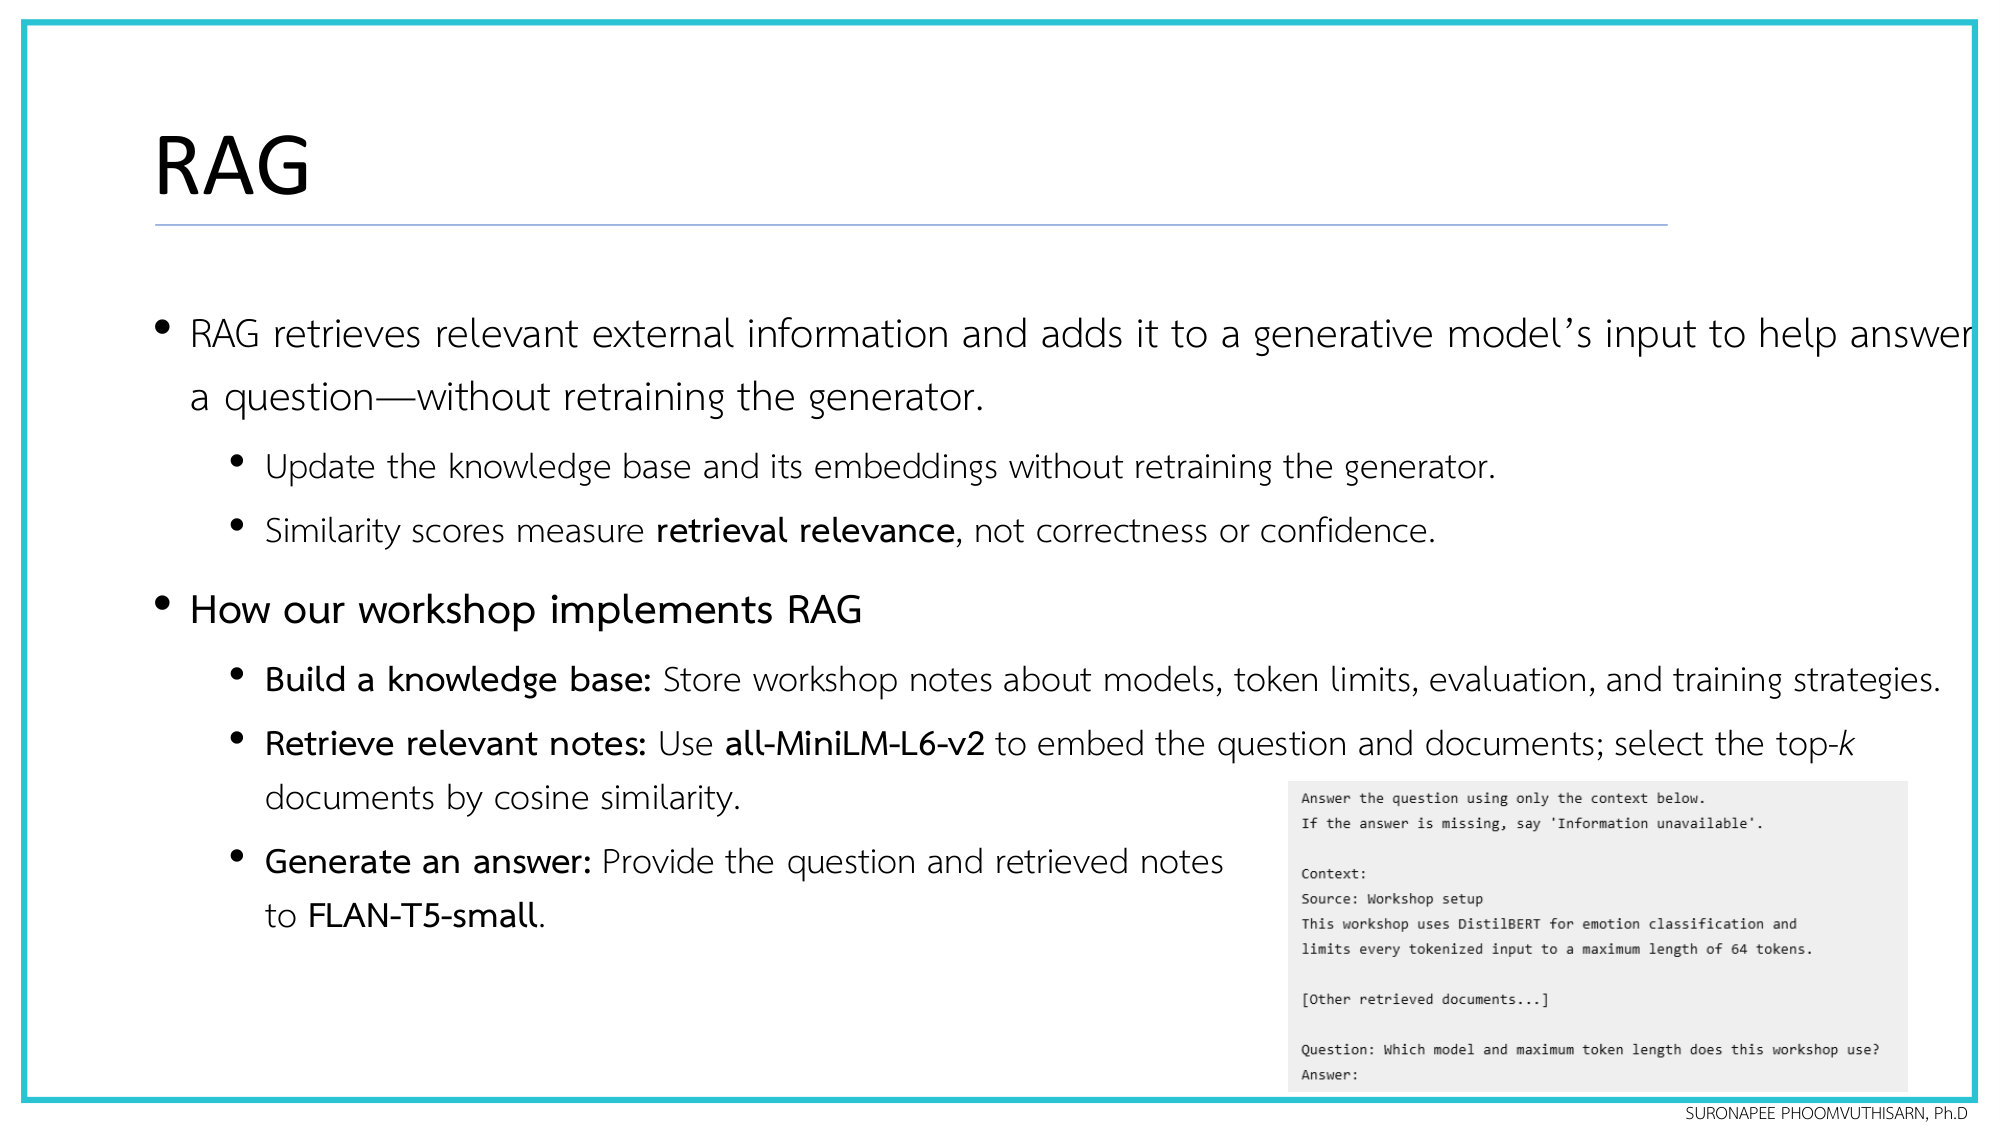 RAG
• RAG retrieves relevant external information and adds it to a generative model’s input to help answer
a question—without retraining the generator.
• Update the knowledge base and its embeddings without retraining the generator.
• Similarity scores measure retrieval relevance, not correctness or confidence.
• How our workshop implements RAG
• Build a knowledge base: Store workshop notes about models, token limits, evaluation, and training strategies.
• Retrieve relevant notes: Use all-MiniLM-L6-v2 to embed the question and documents; select the top-k
documents by cosine similarity.
• Generate an answer: Provide the question and retrieved notes
to FLAN-T5-small.
Answer the question using only the context below.
If the answer is missing, say 'Information unavailable'.
Context:
Source: Workshop setup
This workshop uses DistilBERT for emotion classification and
limits every tokenized input to a maximum length of 64 tokens.
[Other retrieved documents...]
Question: Which model and maximum token length does this workshop use?
Answer:
SURONAPEE PHOOMVUTHISARN, Ph.D